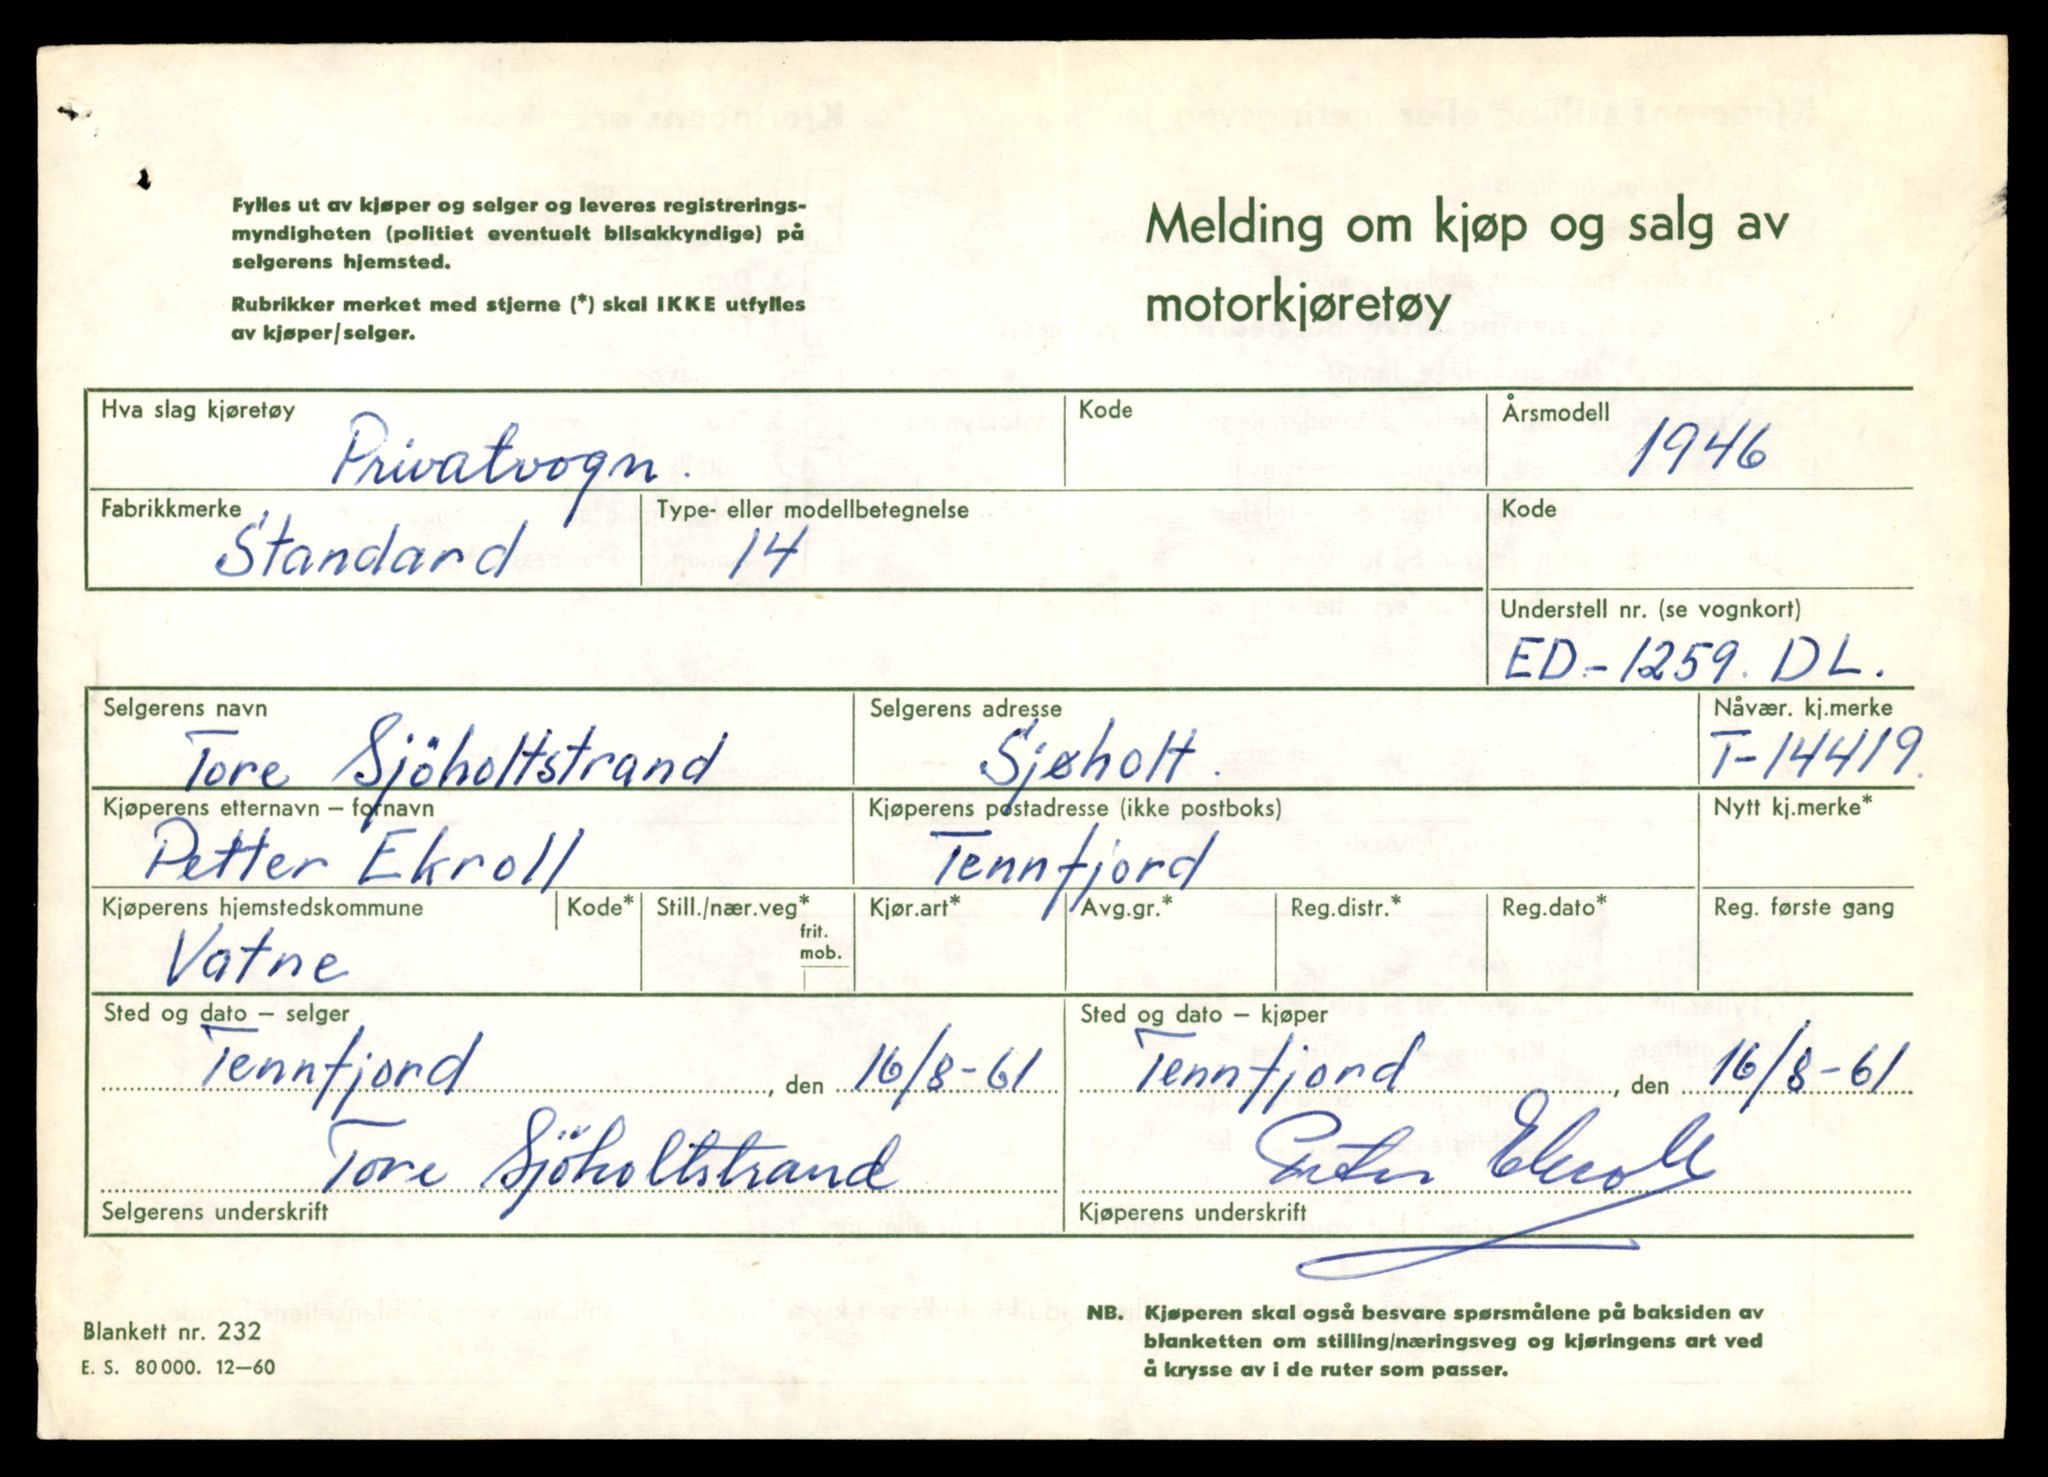 Fylles ut av kjøper og selger og leveres registrerings-
myndigheten (politiet eventuelt bilsakkyndige) på
selgerens hjemsted.
Rubrikker merket med stjerne (*) skal IKKE utfylles
av kjøper/selger.
Melding om kjøp og salg av
motorkjøretøy
Hva slag kjøretøy
Privatvogn.
Kode
Årsmodell
1946
Fabrikkmerke
Standard
Type- eller modellbetegnelse
14
Kode
Understell nr. (se vognkort)
ED-1259. DL.
Selgerens navn
Tore Sjöholtstrand
Selgerens adresse
Sjøholt.
Nåvær. kj.merke
T-14419.
Kjøperens etternavn – fornavn
Petter Ekroll
Kjøperens postadresse (ikke postboks)
Tennfjord
Nytt kj.merke*
Kjøperens hjemstedskommune
Vatne
Kode*
Still./nær.veg*
frit.
mob.
Kjør.art*
Avg.gr.*
Reg.distr.*
Reg.dato*
Reg. første gang
Sted og dato – selger
Tennfjord, den 16/8-61
Tore Sjöholtstrand
Selgerens underskrift
Sted og dato – kjøper
Tennfjord, den 16/8-61
Petter Ekroll
Kjøperens underskrift
Blankett nr. 232
E. S. 80000. 12—60
NB. Kjøperen skal også besvare spørsmålene på baksiden av
blanketten om stilling/næringsveg og kjøringens art ved
å krysse av i de ruter som passer.